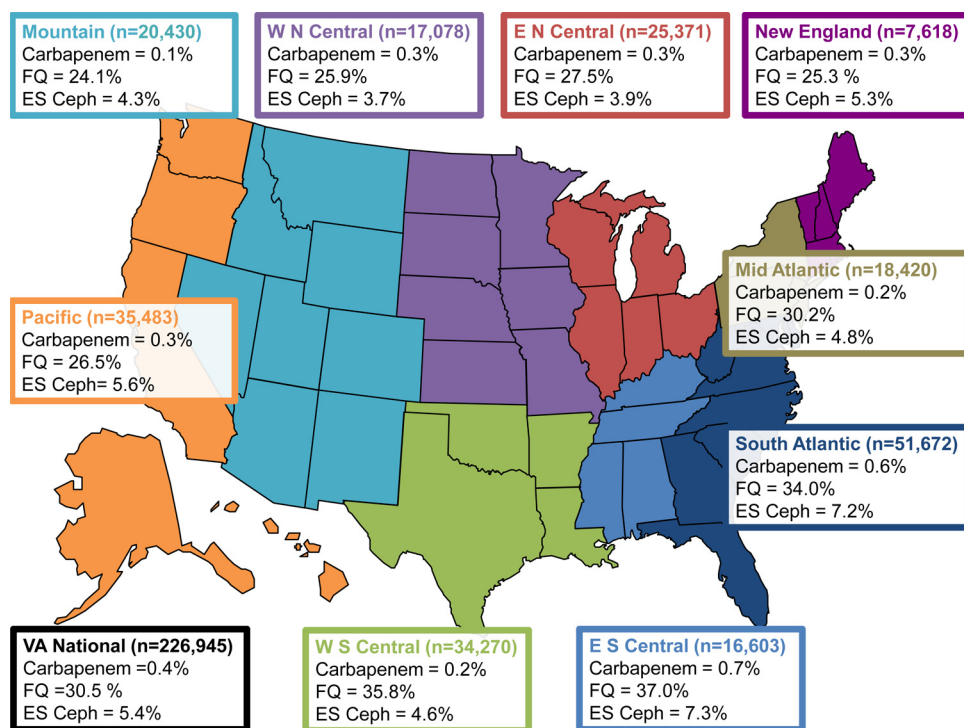 Mountain (n=20,430)
Carbapenem = 0.1%
FQ = 24.1%
ES Ceph = 4.3%
W N Central (n=17,078)
Carbapenem = 0.3%
FQ = 25.9%
ES Ceph = 3.7%
E N Central (n=25,371)
Carbapenem = 0.3%
FQ = 27.5%
ES Ceph = 3.9%
New England (n=7,618)
Carbapenem = 0.3%
FQ = 25.3 %
ES Ceph = 5.3%
Mid Atlantic (n=18,420)
Carbapenem = 0.2%
FQ = 30.2%
ES Ceph = 4.8%
Pacific (n=35,483)
Carbapenem = 0.3%
FQ = 26.5%
ES Ceph= 5.6%
South Atlantic (n=51,672)
Carbapenem = 0.6%
FQ = 34.0%
ES Ceph = 7.2%
VA National (n=226,945)
Carbapenem =0.4%
FQ =30.5 %
ES Ceph = 5.4%
W S Central (n=34,270)
Carbapenem = 0.2%
FQ = 35.8%
ES Ceph = 4.6%
E S Central (n=16,603)
Carbapenem = 0.7%
FQ = 37.0%
ES Ceph = 7.3%